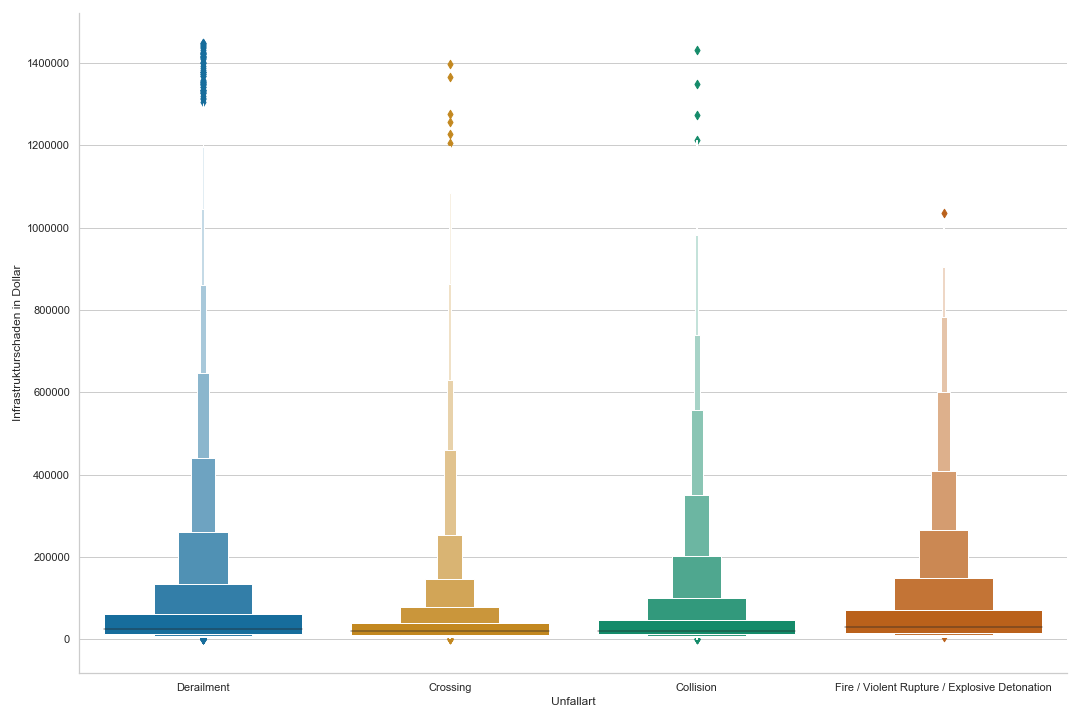 1400000
1200000
1000000
800000
600000
400000
200000
0
Infrastrukturschaden in Dollar
Derailment
Crossing
Collision
Fire / Violent Rupture / Explosive Detonation
Unfallart